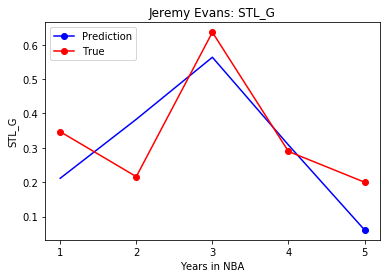 Jeremy Evans: STL_G
Prediction
True
0.6
0.5
0.4
0.3
0.2
0.1
STL_G
1 2 3 4 5
Years in NBA